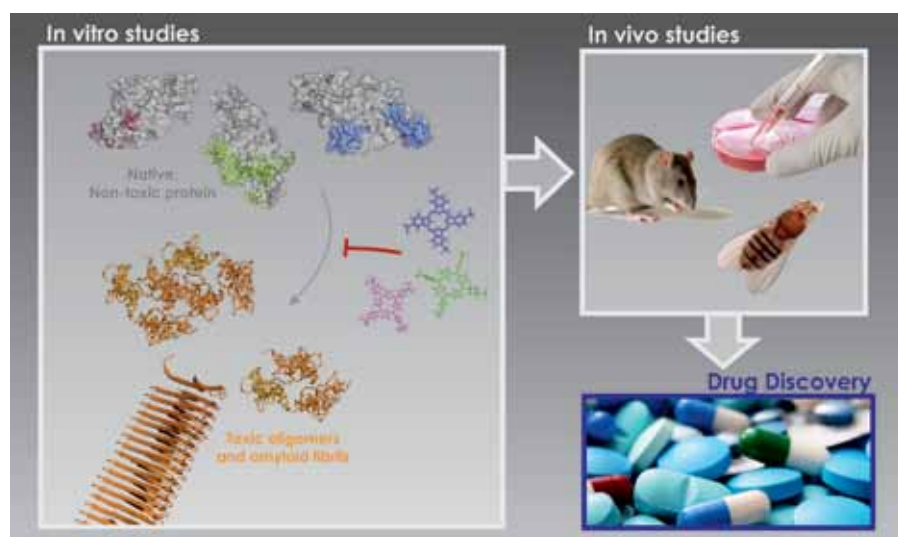 In vitro studies
In vivo studies
Native:
Non-toxic protein
Toxic oligomers
and amyloid fibrils
Drug Discovery